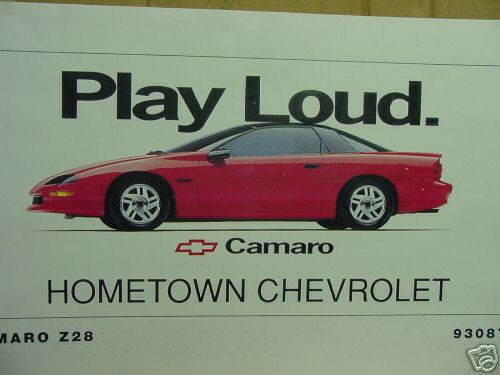 Play Loud.
Camaro
HOMETOWN CHEVROLET
MARO Z28 9308